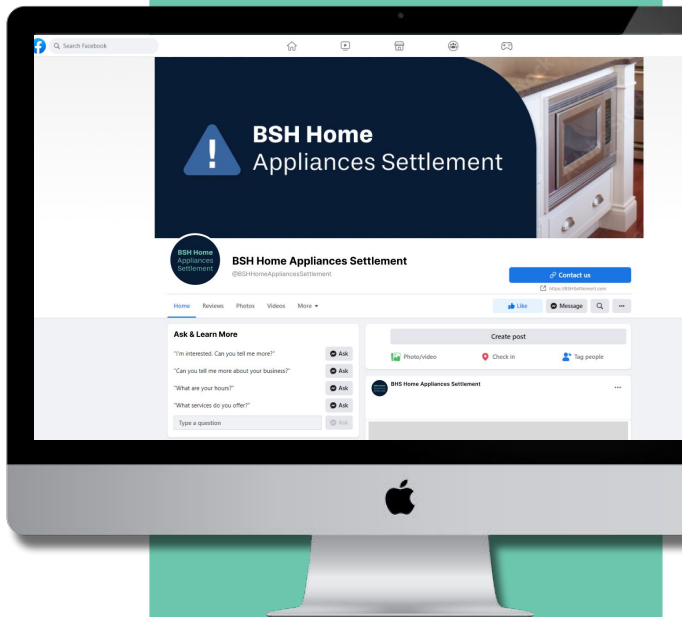 Search Facebook
BSH Home
Appliances Settlement
BSH Home
Appliances
Settlement
BSH Home Appliances Settlement
@BSHHomeAppliancesSettlement
Contact us
https://BSHSettlement.com
Home Reviews Photos Videos More
Like Message
Ask & Learn More
"I'm interested. Can you tell me more?" Ask
"Can you tell me more about your business?" Ask
"What are your hours?" Ask
"What services do you offer?" Ask
Type a question Ask
Create post
Photo/video Check in Tag people
BHS Home Appliances Settlement